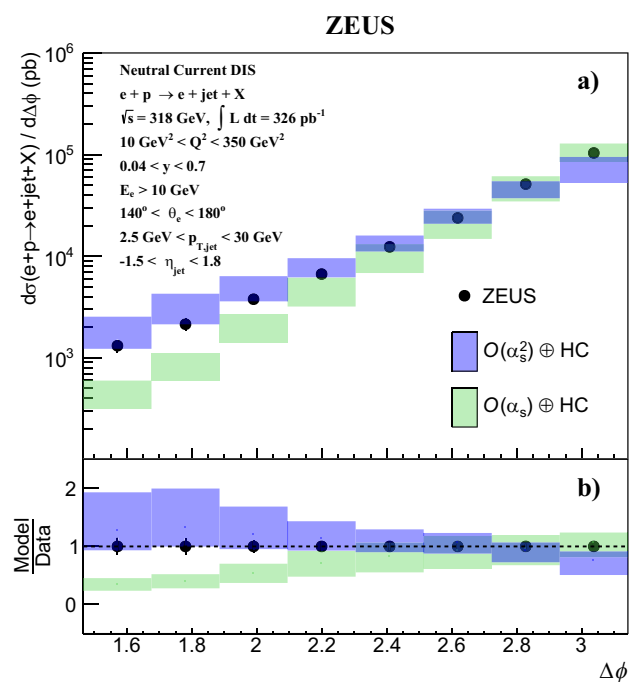 ZEUS
dσ(e+p→e+jet+X) / dΔϕ (pb)
10⁶
10⁵
10⁴
10³
a)
Neutral Current DIS
e + p → e + jet + X
√s = 318 GeV, ∫ L dt = 326 pb⁻¹
10 GeV² < Q² < 350 GeV²
0.04 < y < 0.7
Eₑ > 10 GeV
140° < θₑ < 180°
2.5 GeV < p_T,jet < 30 GeV
-1.5 < η_jet < 1.8
ZEUS
O(αₛ²) ⊕ HC
O(αₛ) ⊕ HC
b)
Model
Data
2
1
0
1.6 1.8 2 2.2 2.4 2.6 2.8 3
Δϕ